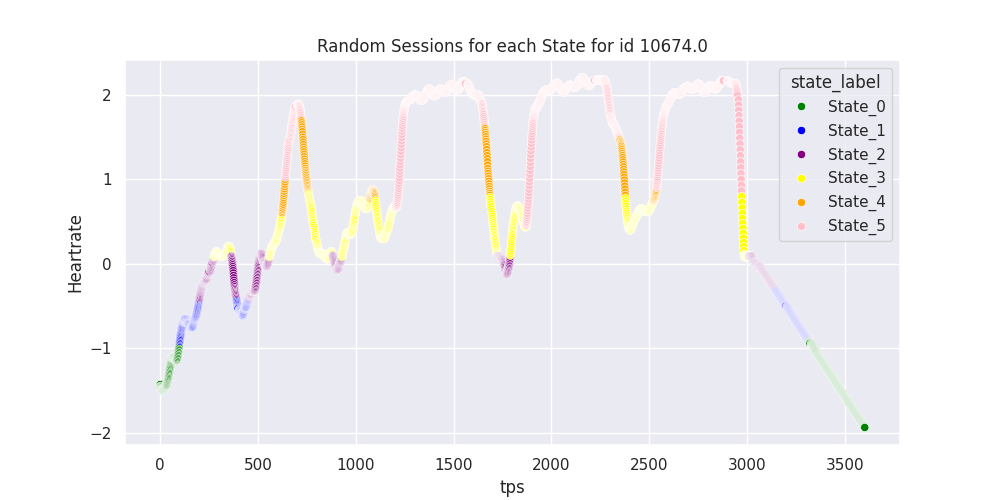 Random Sessions for each State for id 10674.0
state_label
State_0
State_1
State_2
State_3
State_4
State_5
Heartrate
2
1
0
−1
−2
0 500 1000 1500 2000 2500 3000 3500
tps